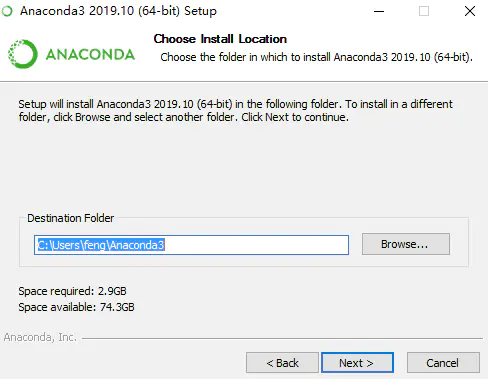 Anaconda3 2019.10 (64-bit) Setup
ANACONDA
Choose Install Location
Choose the folder in which to install Anaconda3 2019.10 (64-bit).
Setup will install Anaconda3 2019.10 (64-bit) in the following folder. To install in a different
folder, click Browse and select another folder. Click Next to continue.
Destination Folder
C:\Users\feng\Anaconda3
Browse...
Space required: 2.9GB
Space available: 74.3GB
Anaconda, Inc.
< Back
Next >
Cancel